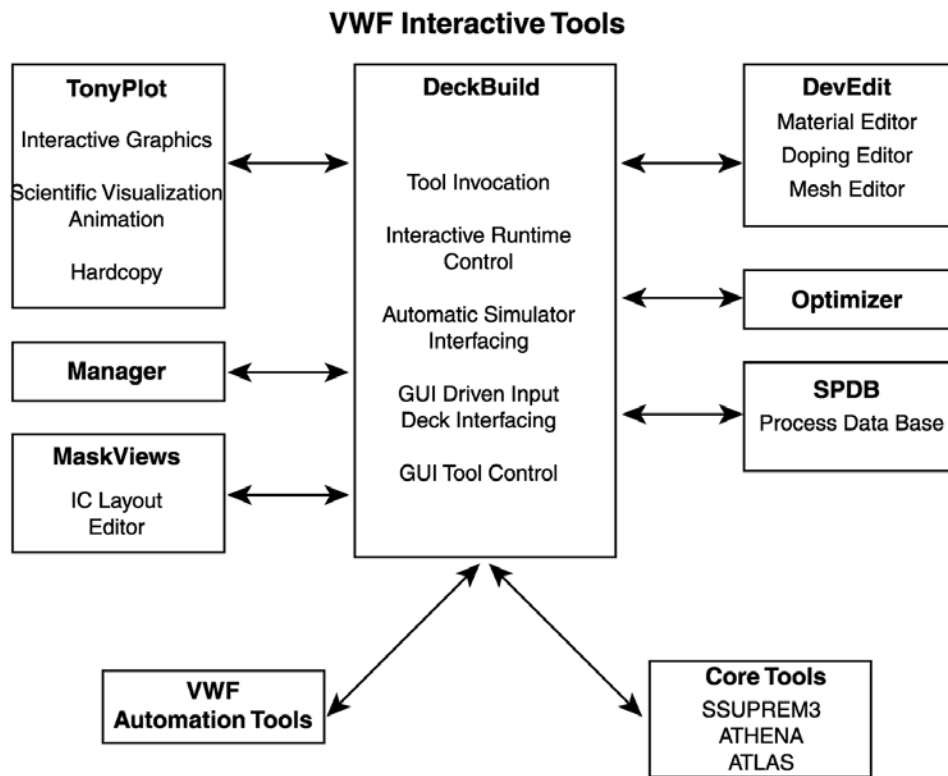 VWF Interactive Tools
TonyPlot
Interactive Graphics
Scientific Visualization
Animation
Hardcopy
Manager
MaskViews
IC Layout
Editor
DeckBuild
Tool Invocation
Interactive Runtime
Control
Automatic Simulator
Interfacing
GUI Driven Input
Deck Interfacing
GUI Tool Control
DevEdit
Material Editor
Doping Editor
Mesh Editor
Optimizer
SPDB
Process Data Base
VWF
Automation Tools
Core Tools
SSUPREM3
ATHENA
ATLAS